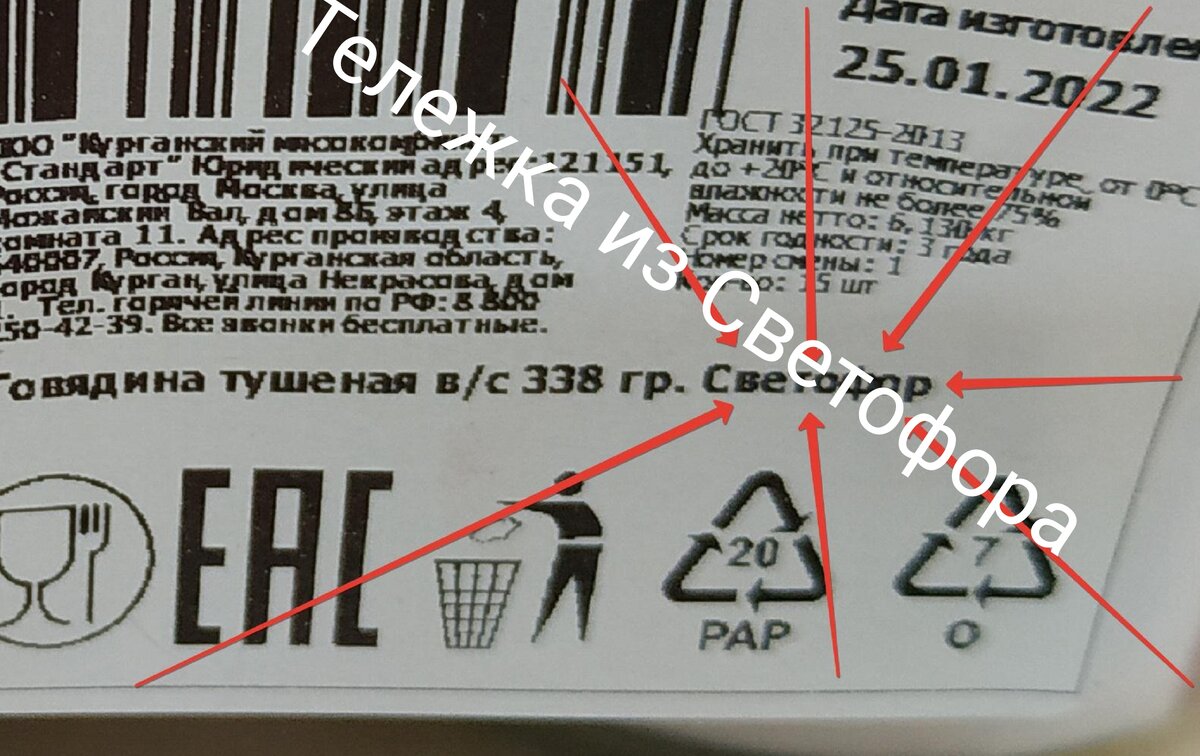 Дата изготовле
25.01.2022
ООО "Курганский мясокомбинат
"Стандарт" Юридический адрес:121151,
Россия, город Москва, улица
Можайский Вал, дом 8Б, этаж 4,
комната 11. Адрес производства:
640007, Россия, Курганская область,
город Курган, улица Некрасова, дом
Тел. горячей линии по РФ: 8 800
250-42-39. Все звонки бесплатные.
ГОСТ 32125-2013
Хранить при температуре от 0°С
до +20°С и относительной
влажности не более 75%
Масса нетто: 6,130 кг
Срок годности: 3 года
Номер смены: 1
Кол-во: 15 шт
Говядина тушеная в/с 338 гр. Светофор
EAC
20
PAP
7
O
Тележка из Светофора